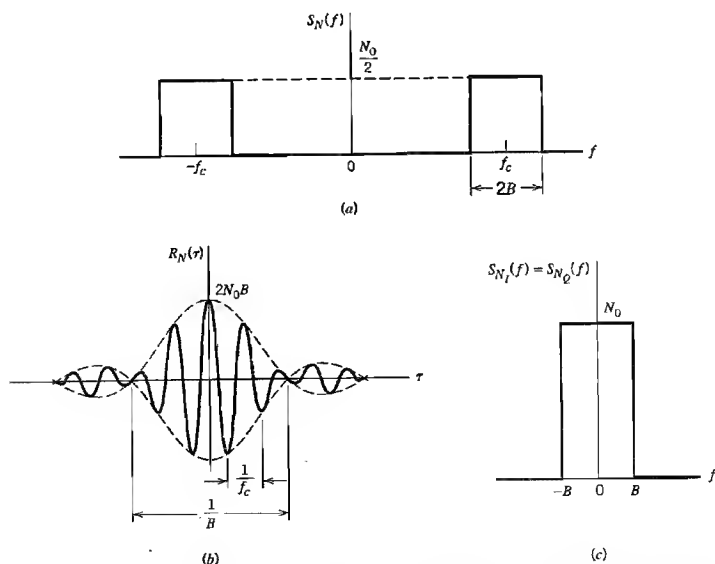 S_N(f)
N_0
2
-f_c
0
f_c
f
2B
(a)
R_N(τ)
2N_0B
τ
1
f_c
1
B
(b)
S_{N_I}(f) = S_{N_Q}(f)
N_0
-B
0
B
f
(c)